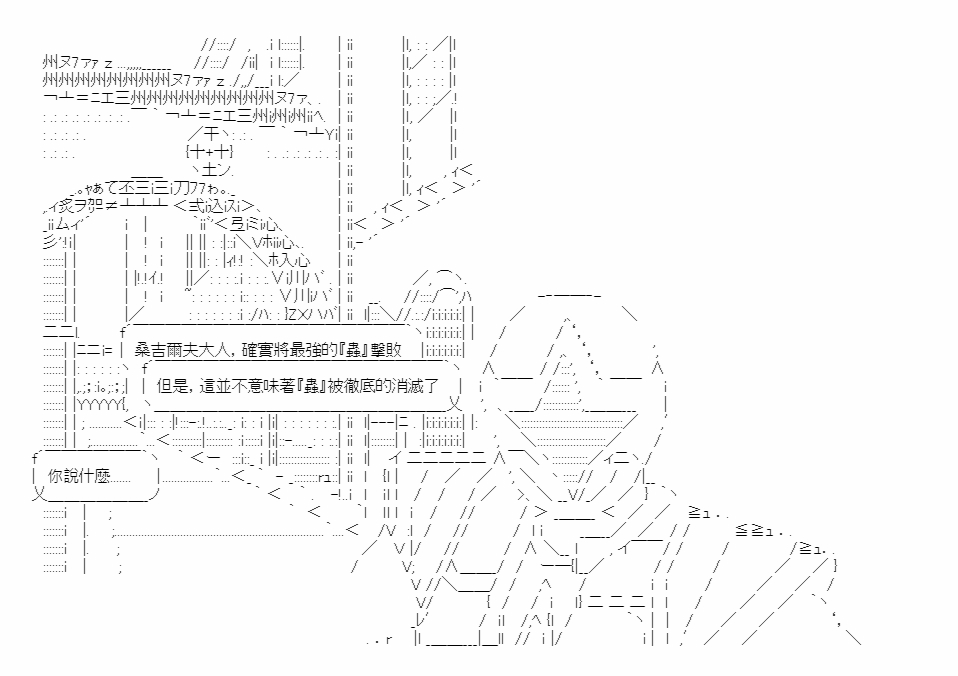 桑吉爾夫大人，確實將最強的『蟲』擊敗
但是，這並不意味著『蟲』被徹底的消滅了
你說什麼.......